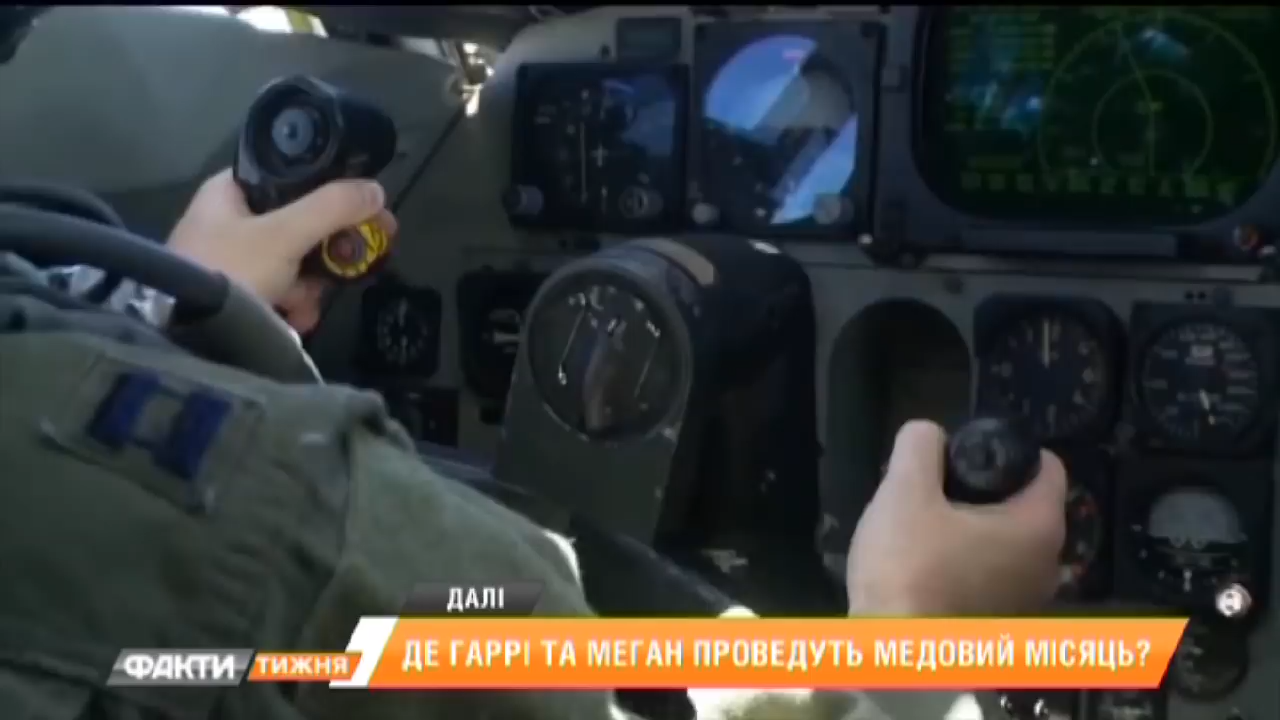 ДАЛІ
ДЕ ГАРРІ ТА МЕГАН ПРОВЕДУТЬ МЕДОВИЙ МІСЯЦЬ?
ФАКТИ ТИЖНЯ